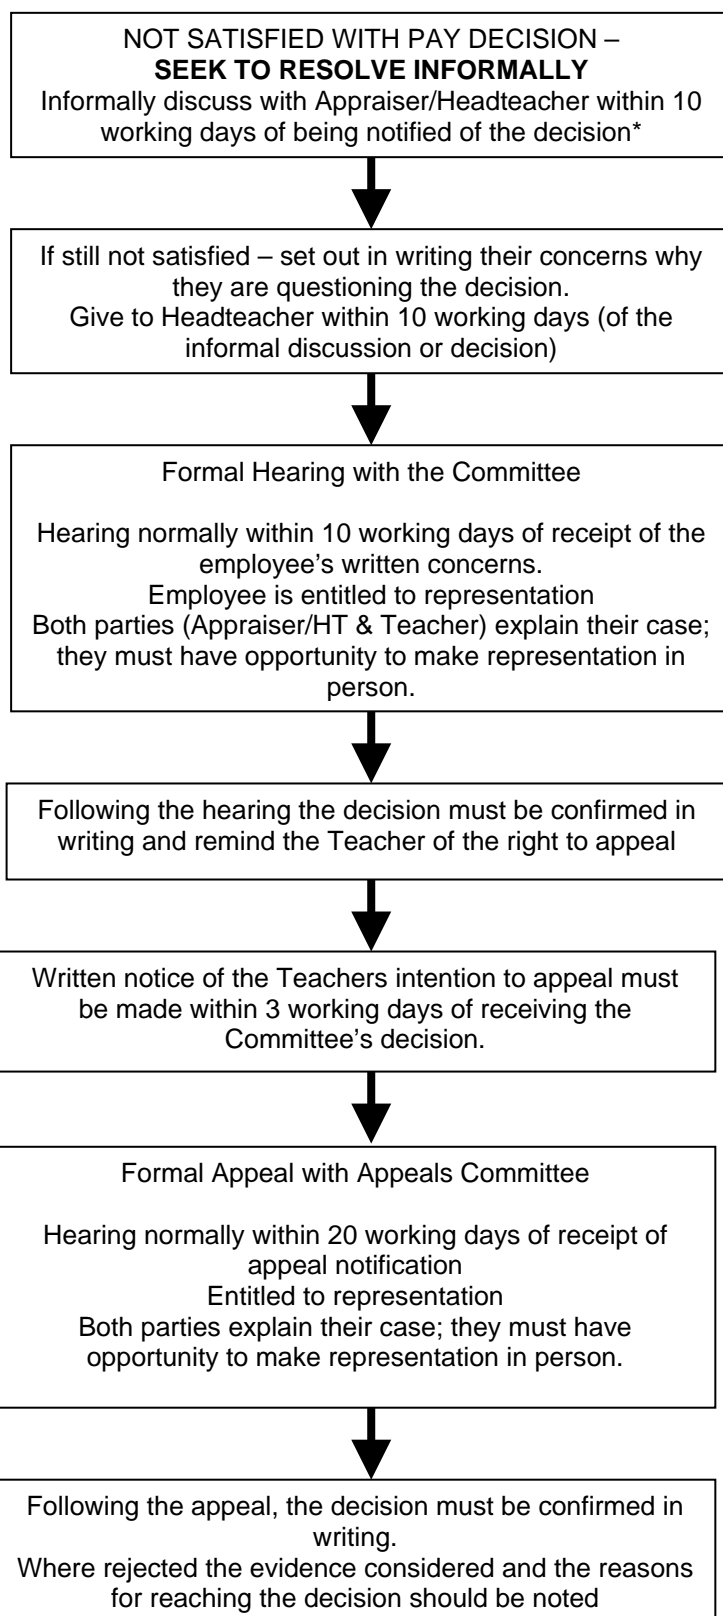 NOT SATISFIED WITH PAY DECISION –
SEEK TO RESOLVE INFORMALLY
Informally discuss with Appraiser/Headteacher within 10
working days of being notified of the decision*
If still not satisfied – set out in writing their concerns why
they are questioning the decision.
Give to Headteacher within 10 working days (of the
informal discussion or decision)
Formal Hearing with the Committee
Hearing normally within 10 working days of receipt of the
employee’s written concerns.
Employee is entitled to representation
Both parties (Appraiser/HT & Teacher) explain their case;
they must have opportunity to make representation in
person.
Following the hearing the decision must be confirmed in
writing and remind the Teacher of the right to appeal
Written notice of the Teachers intention to appeal must
be made within 3 working days of receiving the
Committee’s decision.
Formal Appeal with Appeals Committee
Hearing normally within 20 working days of receipt of
appeal notification
Entitled to representation
Both parties explain their case; they must have
opportunity to make representation in person.
Following the appeal, the decision must be confirmed in
writing.
Where rejected the evidence considered and the reasons
for reaching the decision should be noted